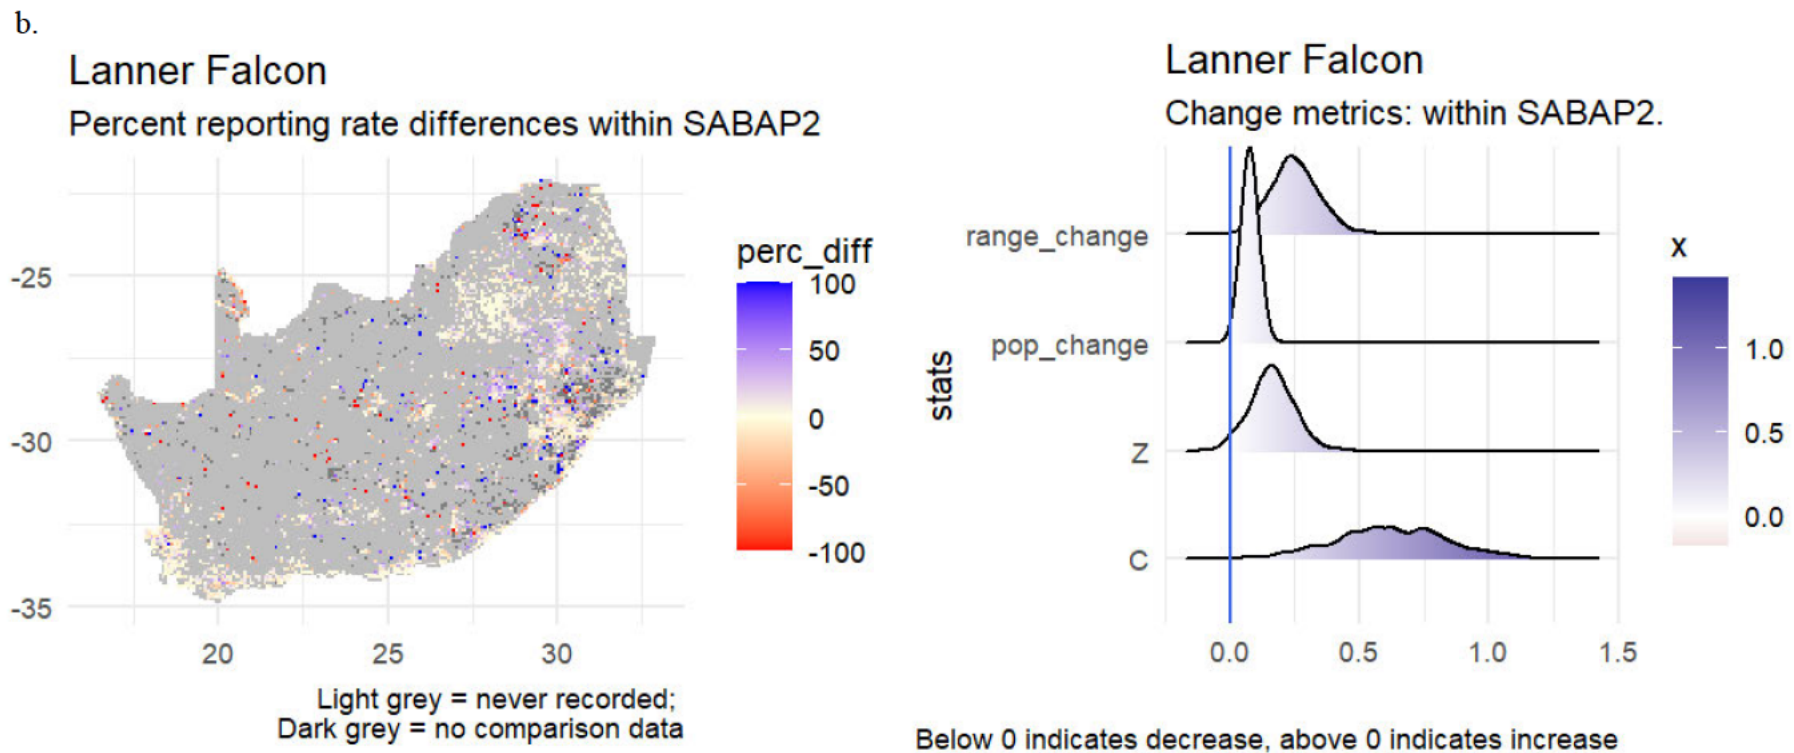 b.
Lanner Falcon
Percent reporting rate differences within SABAP2
-25
-30
-35
20
25
30
perc_diff
100
50
0
-50
-100
Light grey = never recorded;
Dark grey = no comparison data
Lanner Falcon
Change metrics: within SABAP2.
stats
range_change
pop_change
Z
C
0.0
0.5
1.0
1.5
x
1.0
0.5
0.0
Below 0 indicates decrease, above 0 indicates increase